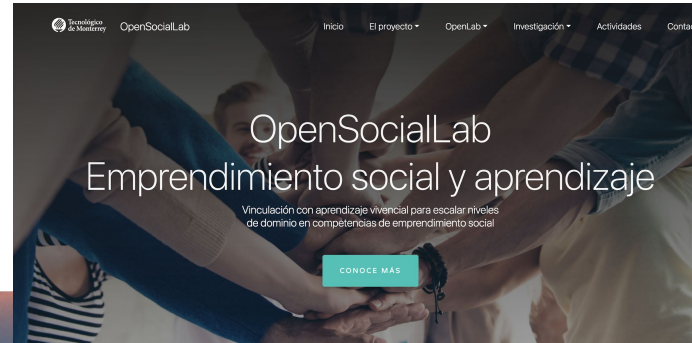 Tecnológico
de Monterrey
OpenSocialLab
Inicio
El proyecto
OpenLab
Investigación
Actividades
OpenSocialLab
Emprendimiento social y aprendizaje
Vinculación con aprendizaje vivencial para escalar niveles
de dominio en competencias de emprendimiento social
CONOCE MÁS